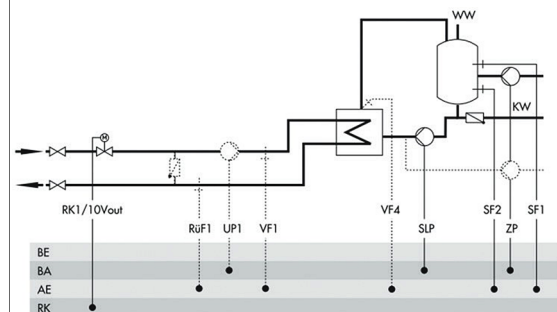 WW
M
KW
RK1/10Vout
RüF1
UP1
VF1
VF4
SLP
SF2
ZP
SF1
BE
BA
AE
RK